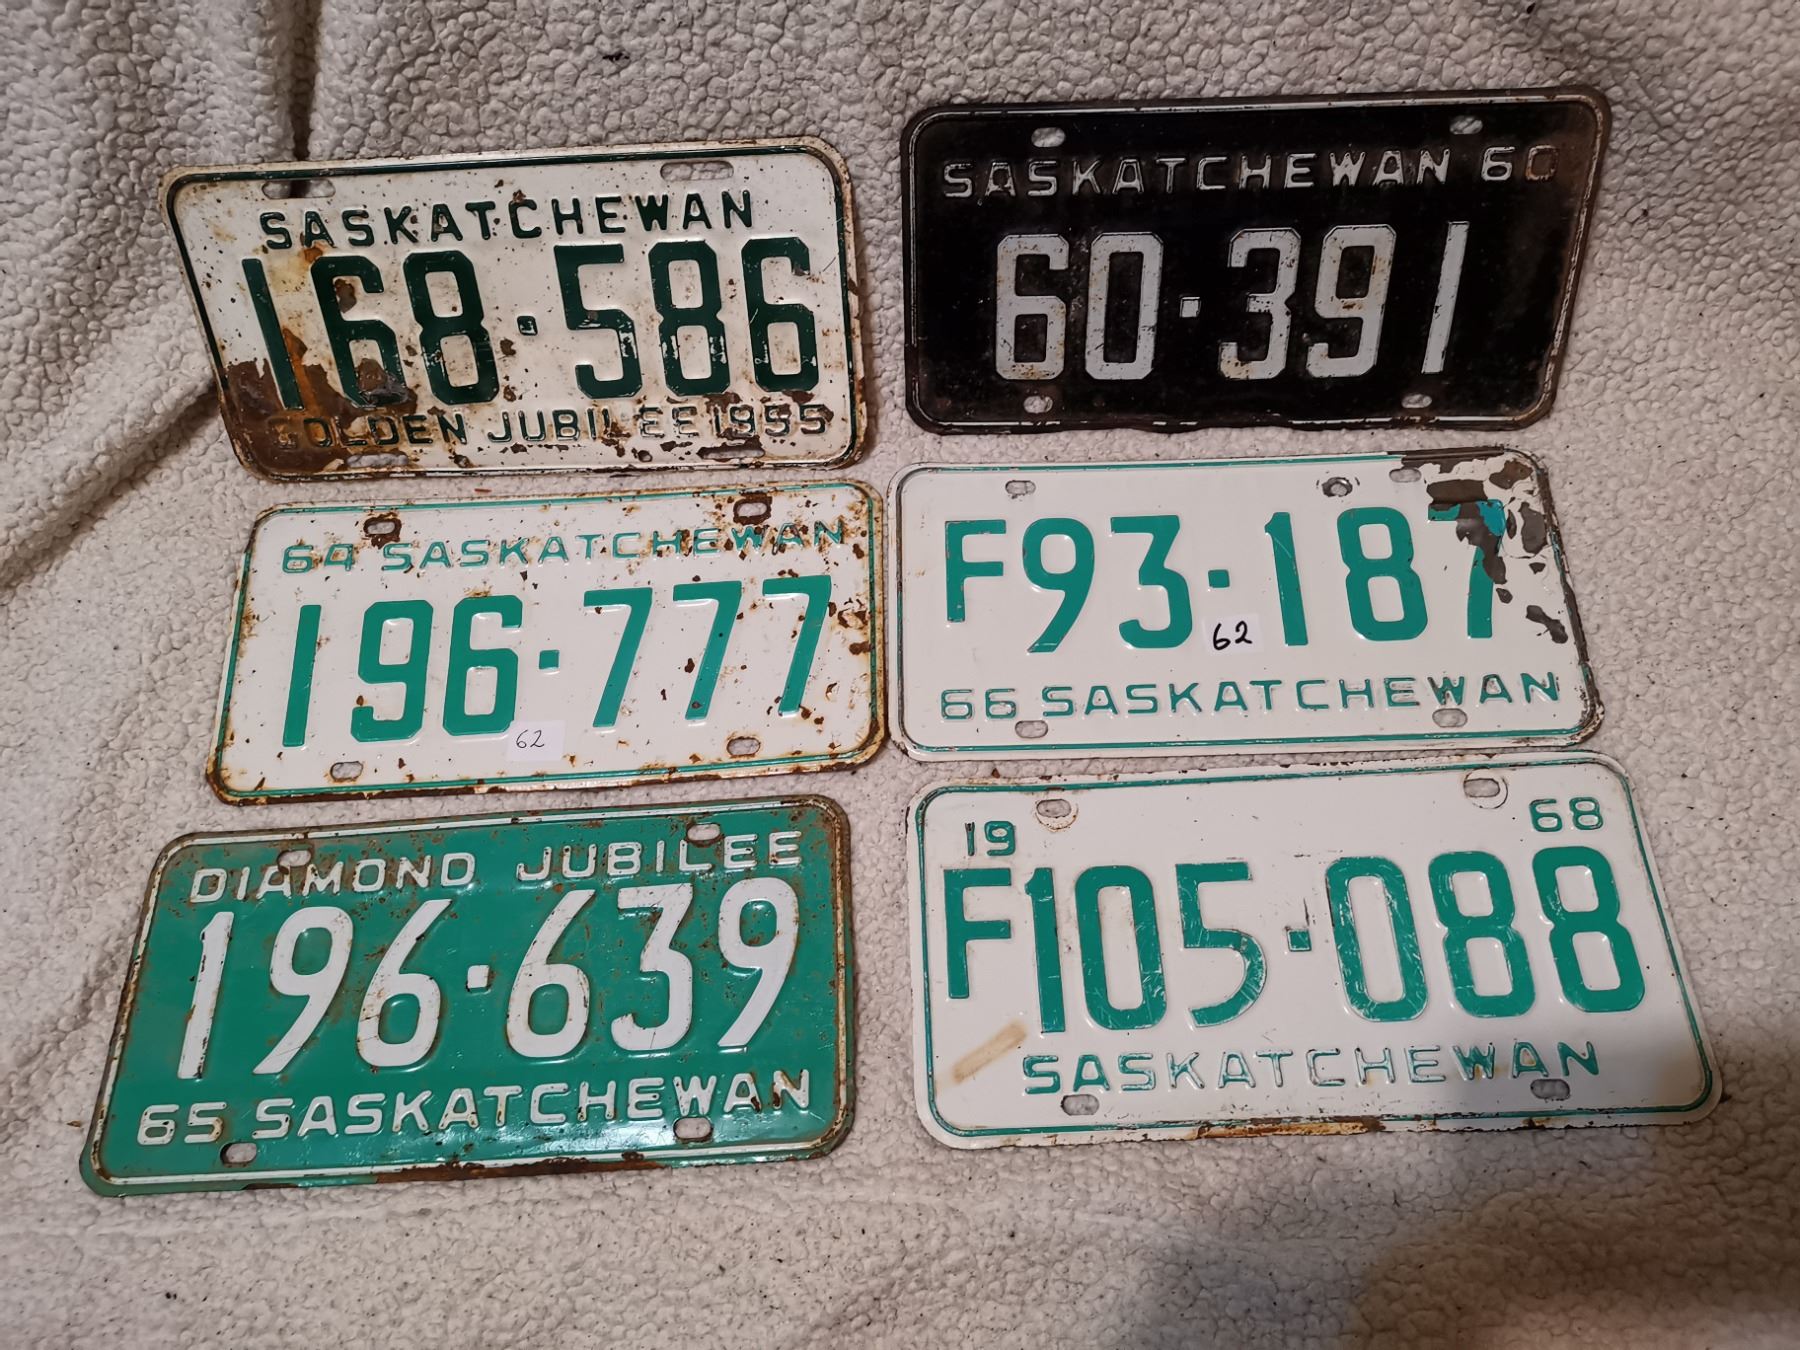 SASKATCHEWAN
168·586
GOLDEN JUBILEE 1955
SASKATCHEWAN 60
60·391
64 SASKATCHEWAN
196·777
62
F93·187
62
66 SASKATCHEWAN
DIAMOND JUBILEE
196·639
65 SASKATCHEWAN
19 68
F105·088
SASKATCHEWAN